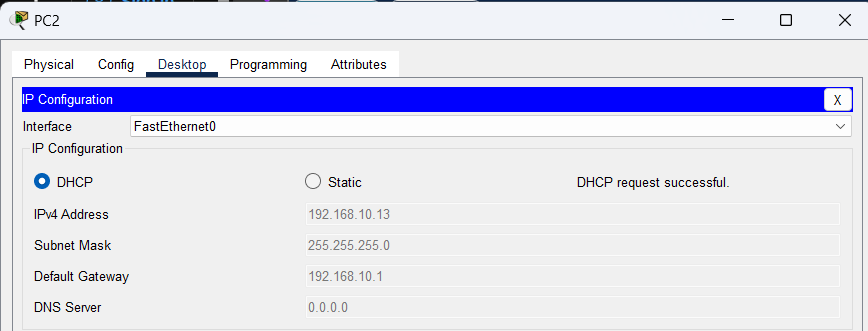 PC2
Physical Config Desktop Programming Attributes
IP Configuration X
Interface FastEthernet0
IP Configuration
DHCP Static DHCP request successful.
IPv4 Address 192.168.10.13
Subnet Mask 255.255.255.0
Default Gateway 192.168.10.1
DNS Server 0.0.0.0